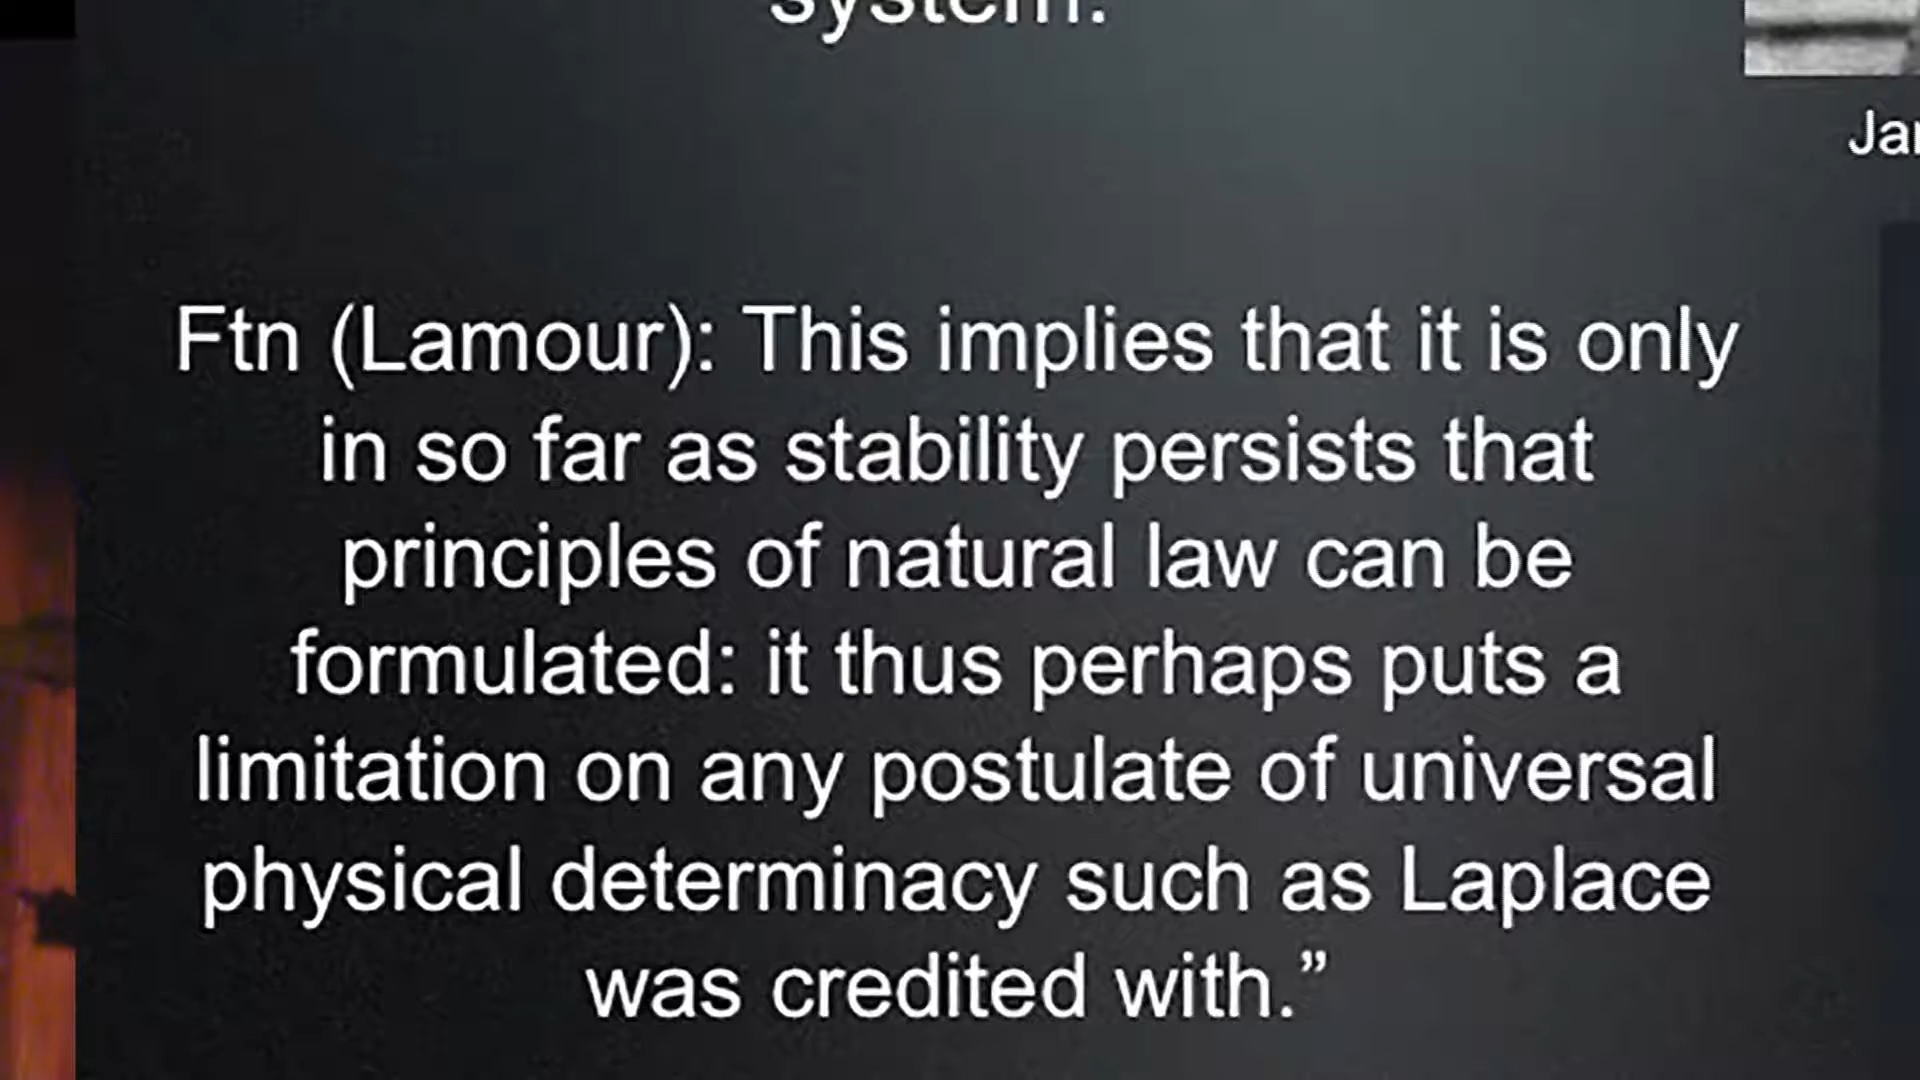 system.
Jar
Ftn (Lamour): This implies that it is only
in so far as stability persists that
principles of natural law can be
formulated: it thus perhaps puts a
limitation on any postulate of universal
physical determinacy such as Laplace
was credited with.”